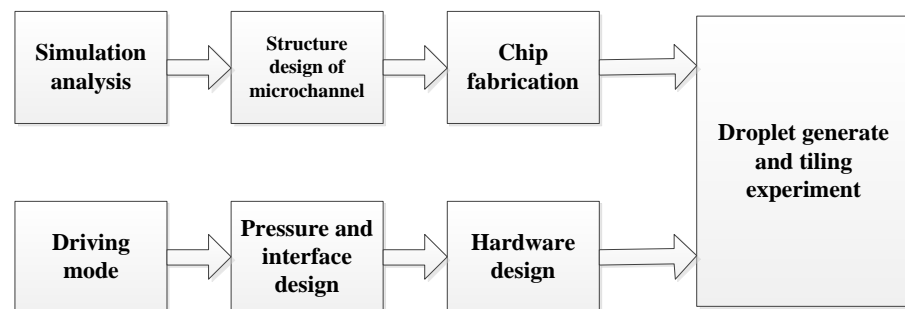 Simulation
analysis
Structure
design of
microchannel
Chip
fabrication
Droplet generate
and tiling
experiment
Driving
mode
Pressure and
interface
design
Hardware
design